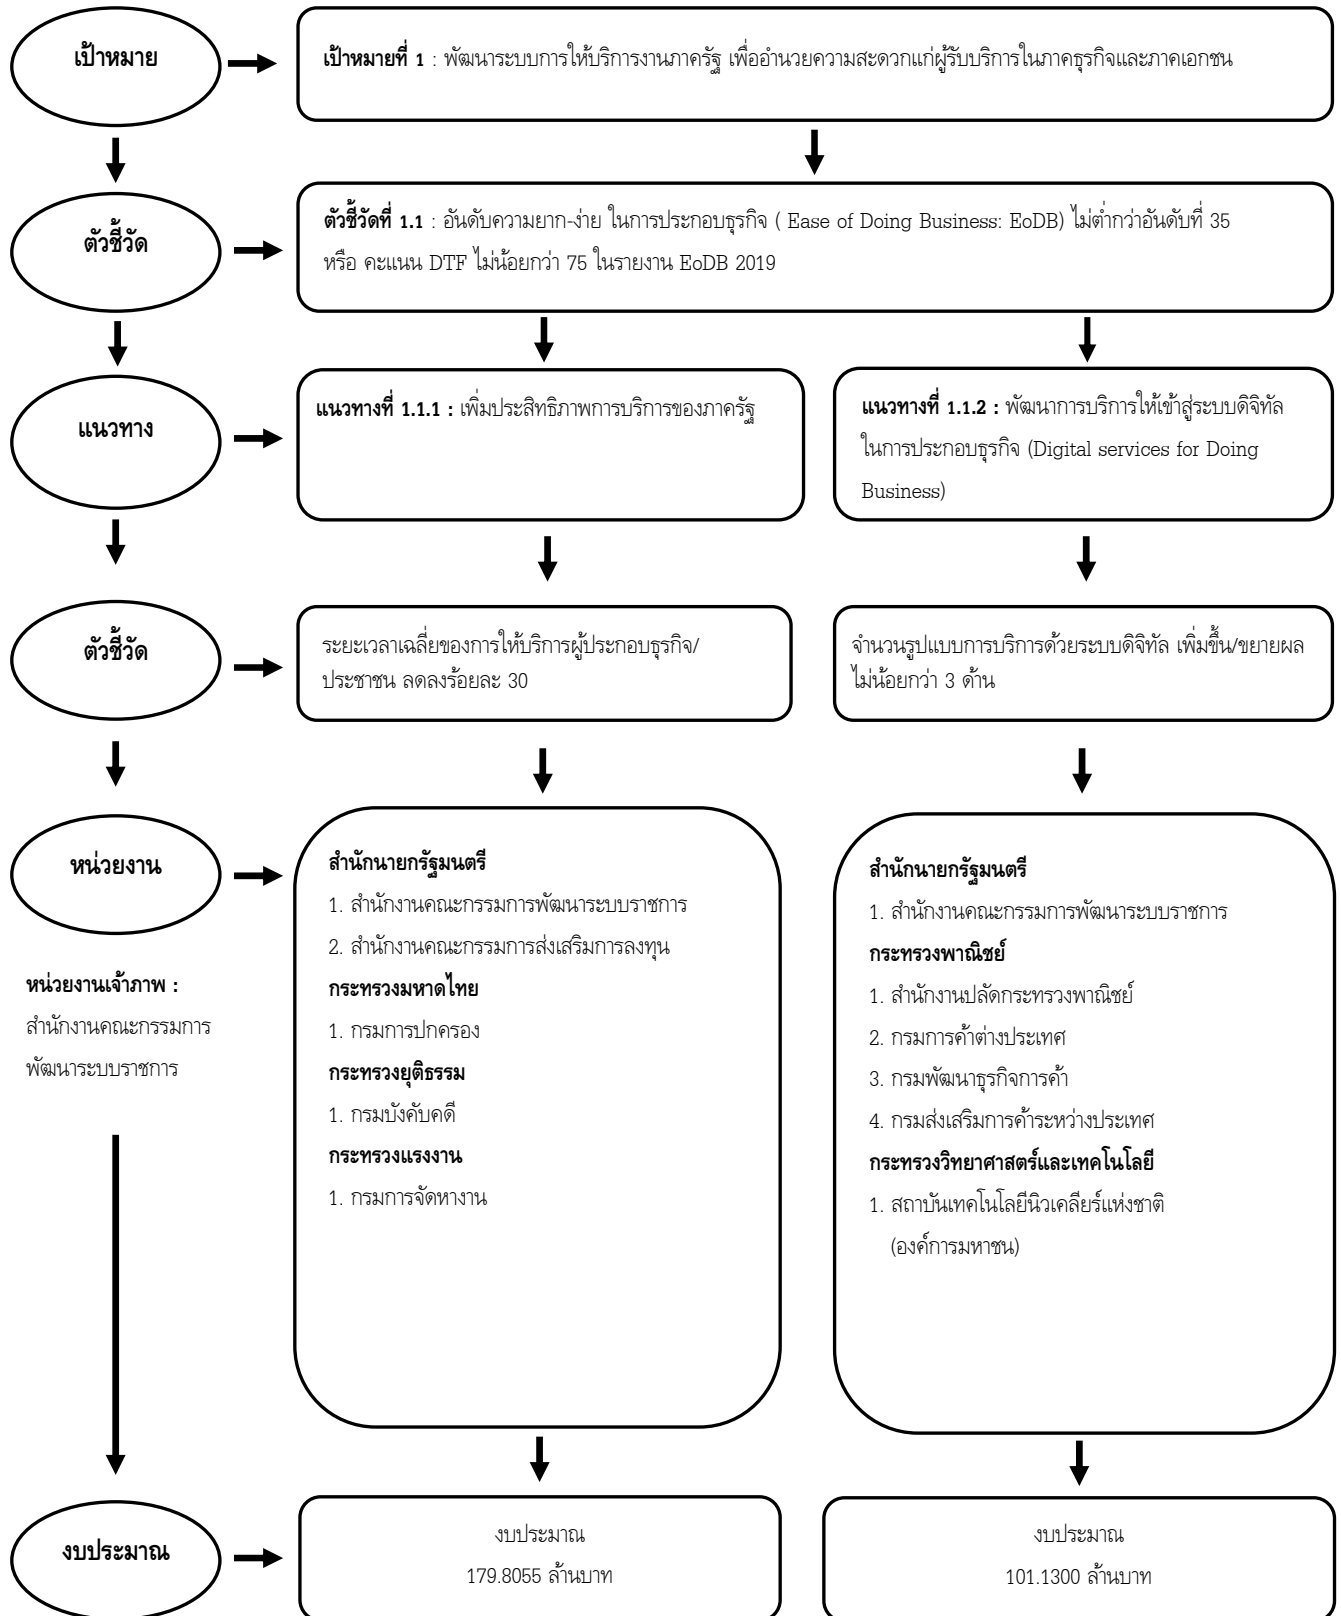 เป้าหมาย
เป้าหมายที่ 1 : พัฒนาระบบการให้บริการงานภาครัฐ เพื่ออำนวยความสะดวกแก่ผู้รับบริการในภาคธุรกิจและภาคเอกชน
ตัวชี้วัด
ตัวชี้วัดที่ 1.1 : อันดับความยาก-ง่าย ในการประกอบธุรกิจ ( Ease of Doing Business: EoDB) ไม่ต่ำกว่าอันดับที่ 35
หรือ คะแนน DTF ไม่น้อยกว่า 75 ในรายงาน EoDB 2019
แนวทาง
แนวทางที่ 1.1.1 : เพิ่มประสิทธิภาพการบริการของภาครัฐ
แนวทางที่ 1.1.2 : พัฒนาการบริการให้เข้าสู่ระบบดิจิทัล
ในการประกอบธุรกิจ (Digital services for Doing
Business)
ตัวชี้วัด
ระยะเวลาเฉลี่ยของการให้บริการผู้ประกอบธุรกิจ/
ประชาชน ลดลงร้อยละ 30
จำนวนรูปแบบการบริการด้วยระบบดิจิทัล เพิ่มขึ้น/ขยายผล
ไม่น้อยกว่า 3 ด้าน
หน่วยงาน
หน่วยงานเจ้าภาพ :
สำนักงานคณะกรรมการ
พัฒนาระบบราชการ
สำนักนายกรัฐมนตรี
1. สำนักงานคณะกรรมการพัฒนาระบบราชการ
2. สำนักงานคณะกรรมการส่งเสริมการลงทุน
กระทรวงมหาดไทย
1. กรมการปกครอง
กระทรวงยุติธรรม
1. กรมบังคับคดี
กระทรวงแรงงาน
1. กรมการจัดหางาน
สำนักนายกรัฐมนตรี
1. สำนักงานคณะกรรมการพัฒนาระบบราชการ
กระทรวงพาณิชย์
1. สำนักงานปลัดกระทรวงพาณิชย์
2. กรมการค้าต่างประเทศ
3. กรมพัฒนาธุรกิจการค้า
4. กรมส่งเสริมการค้าระหว่างประเทศ
กระทรวงวิทยาศาสตร์และเทคโนโลยี
1. สถาบันเทคโนโลยีนิวเคลียร์แห่งชาติ
(องค์การมหาชน)
งบประมาณ
งบประมาณ
179.8055 ล้านบาท
งบประมาณ
101.1300 ล้านบาท